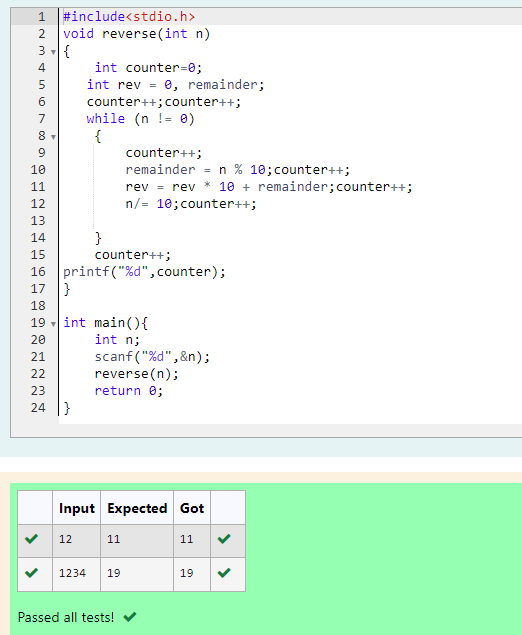 1 #include<stdio.h>
2 void reverse(int n)
3 {
4     int counter=0;
5    int rev = 0, remainder;
6    counter++;counter++;
7    while (n != 0)
8     {
9         counter++;
10         remainder = n % 10;counter++;
11         rev = rev * 10 + remainder;counter++;
12         n/= 10;counter++;
13
14     }
15     counter++;
16 printf("%d",counter);
17 }
18
19 int main(){
20     int n;
21     scanf("%d",&n);
22     reverse(n);
23     return 0;
24 }
Input Expected Got
12 11 11
1234 19 19
Passed all tests!